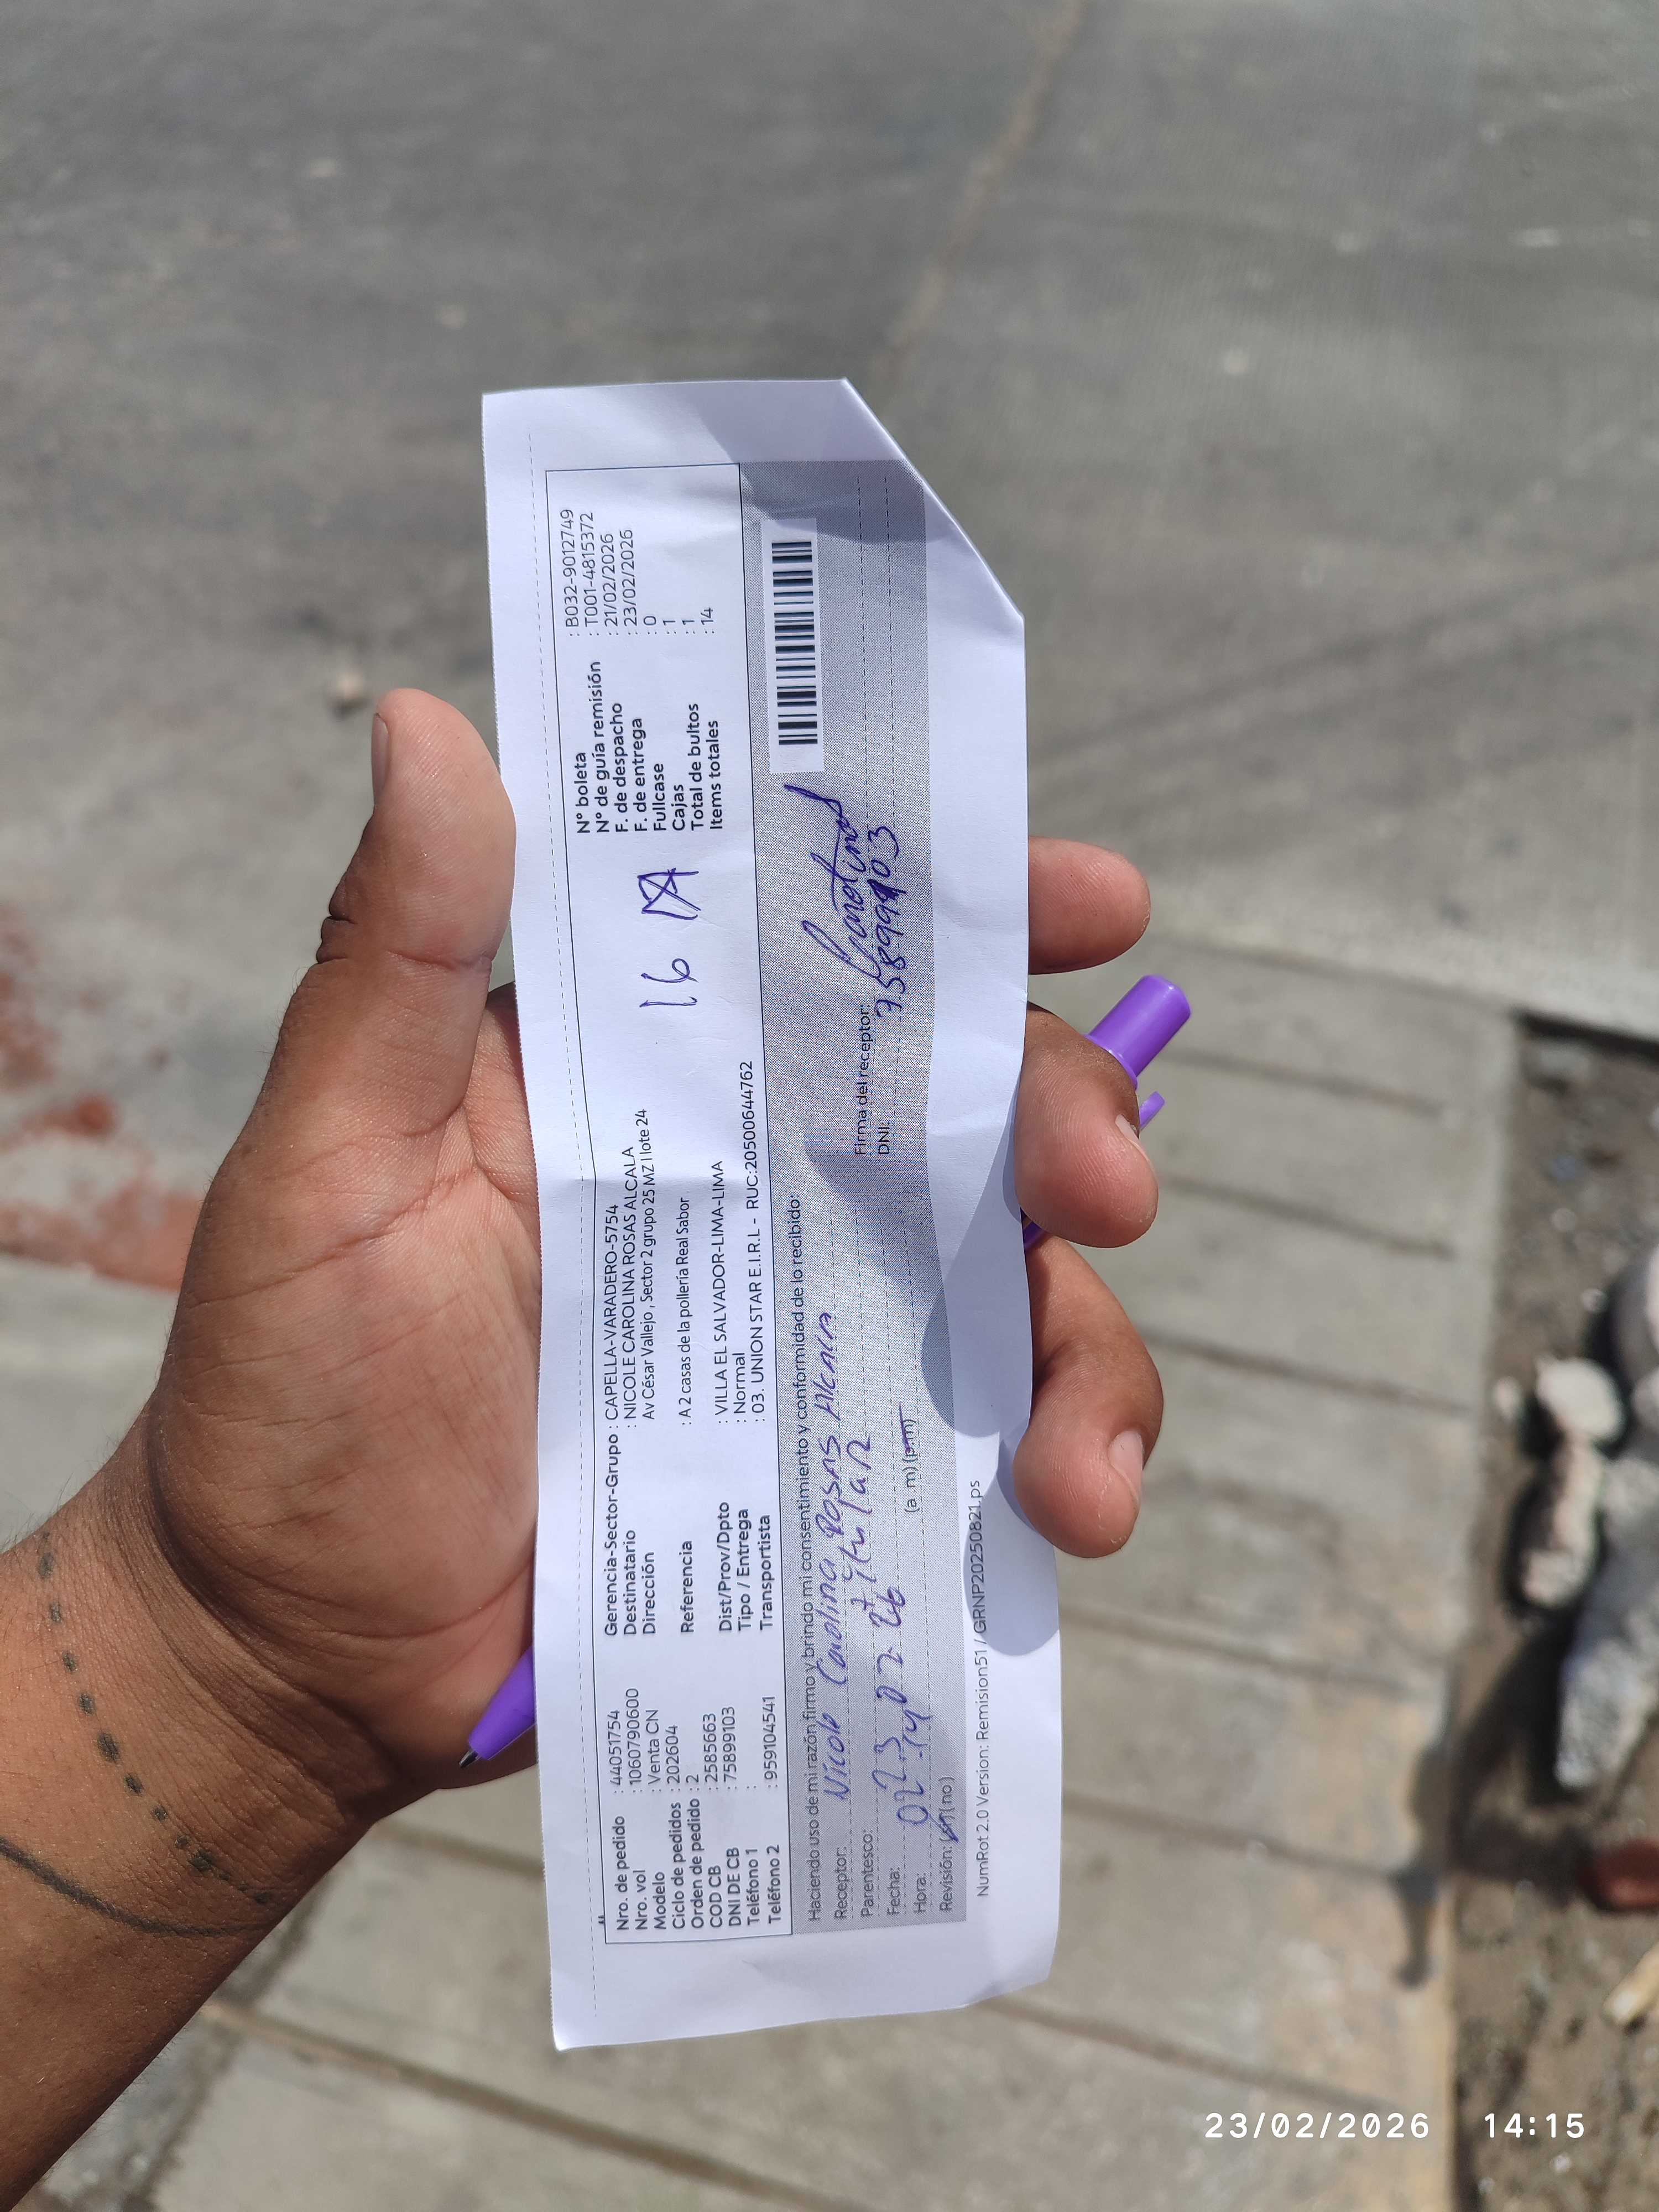 Nro. de pedido : 44051754
Nro. vol : 1060790600
Modelo : Venta CN
Ciclo de pedidos : 202604
Orden de pedido : 2
COD CB : 2585663
DNI DE CB : 75899103
Teléfono 1 :
Teléfono 2 : 959104541
Gerencia-Sector-Grupo : CAPELLA-VARADERO-5754
Destinatario : NICOLE CAROLINA ROSAS ALCALA
Dirección Av César Vallejo , Sector 2 grupo 25 MZ I lote 24
Referencia : A 2 casas de la pollería Real Sabor
Dist/Prov/Dpto : VILLA EL SALVADOR-LIMA-LIMA
Tipo / Entrega : Normal
Transportista : 03. UNION STAR E.I.R.L - RUC:20500644762
16
N° boleta : B032-9012749
N° de guía remisión : T001-4815372
F. de despacho : 21/02/2026
F. de entrega : 23/02/2026
Fullcase : 0
Cajas : 1
Total de bultos : 1
Items totales : 14
Haciendo uso de mi razón firmo y brindo mi consentimiento y conformidad de lo recibido:
Receptor: Nicole Carolina Rosas Alcala
Parentesco: titular
Fecha: 23 02 26
Hora: (a .m) (p.m)
Revisión: (si) (no )
Firma del receptor:
DNI:
NumRot 2.0 Version: Remision51 / GRNP20250821.ps
23/02/2026 14:15